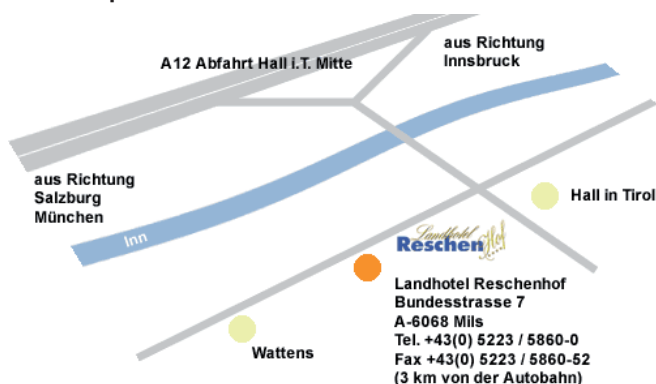 aus Richtung
Innsbruck
A12 Abfahrt Hall i.T. Mitte
aus Richtung
Salzburg
München
Hall in Tirol
Inn
Landhotel
ReschenHof
Landhotel Reschenhof
Bundesstrasse 7
A-6068 Mils
Tel. +43(0) 5223 / 5860-0
Fax +43(0) 5223 / 5860-52
(3 km von der Autobahn)
Wattens